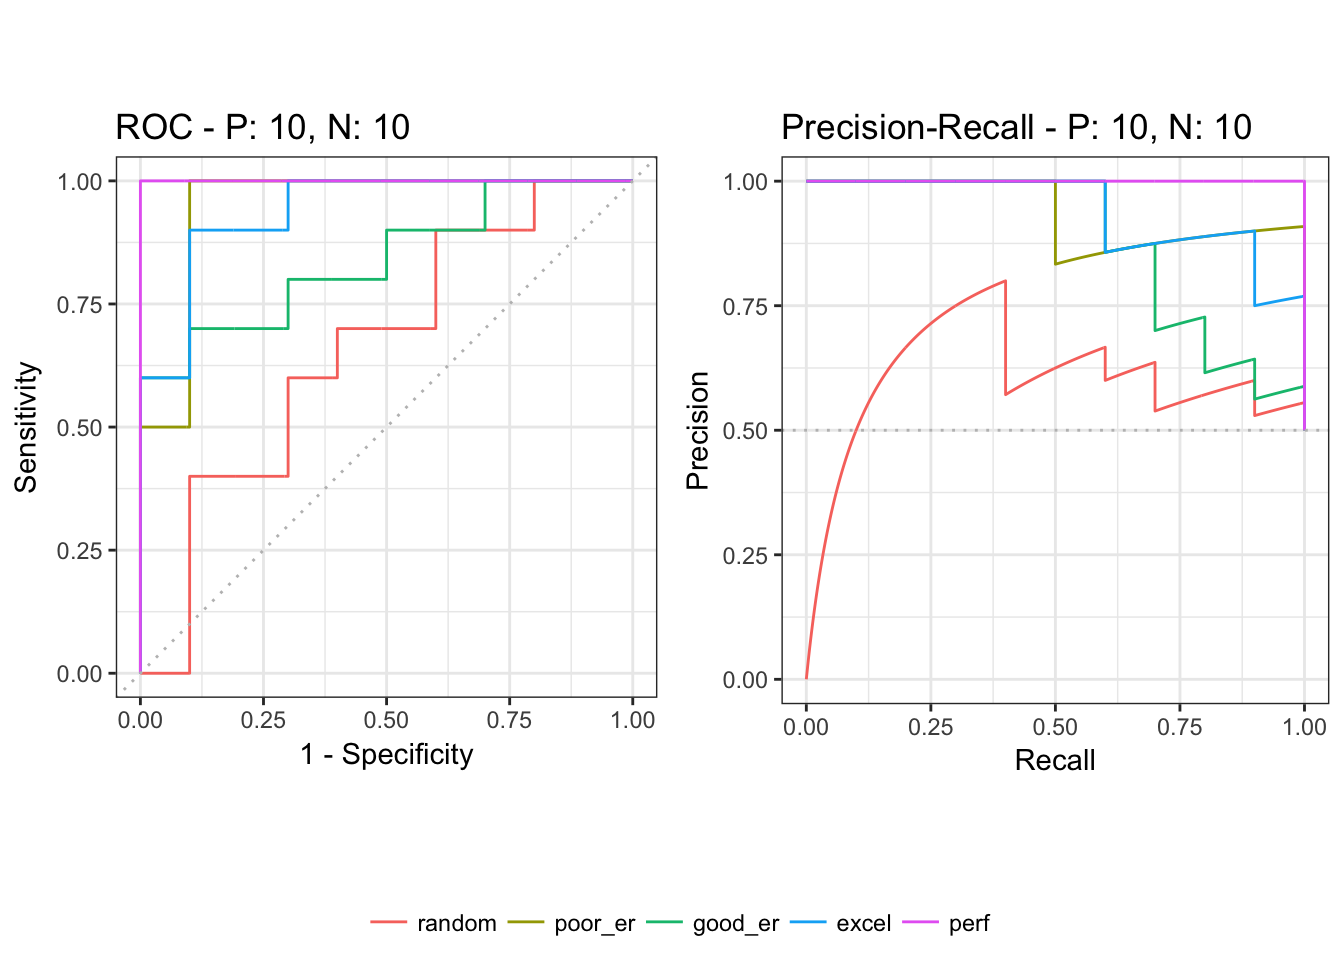 ROC - P: 10, N: 10
1.00
0.75
0.50
0.25
0.00
Sensitivity
0.00 0.25 0.50 0.75 1.00
1 - Specificity
Precision-Recall - P: 10, N: 10
1.00
0.75
0.50
0.25
0.00
Precision
0.00 0.25 0.50 0.75 1.00
Recall
random poor_er good_er excel perf